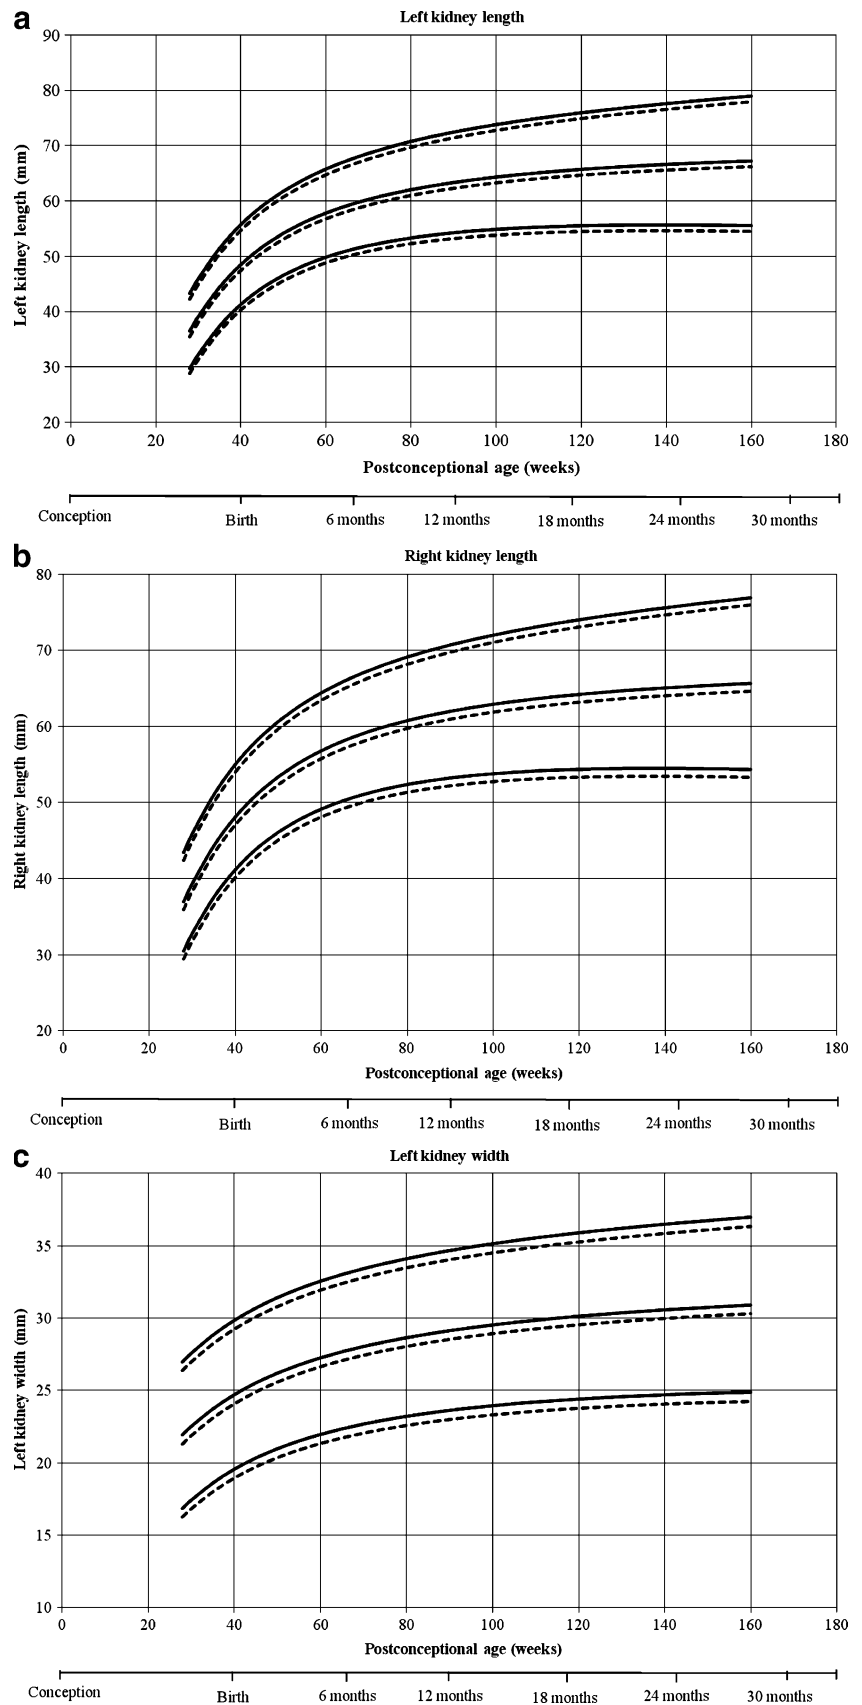 a
Left kidney length
90
80
70
60
50
40
30
20
Left kidney length (mm)
0 20 40 60 80 100 120 140 160 180
Postconceptional age (weeks)
Conception Birth 6 months 12 months 18 months 24 months 30 months
b
Right kidney length
80
70
60
50
40
30
20
Right kidney length (mm)
0 20 40 60 80 100 120 140 160 180
Postconceptional age (weeks)
Conception Birth 6 months 12 months 18 months 24 months 30 months
c
Left kidney width
40
35
30
25
20
15
10
Left kidney width (mm)
0 20 40 60 80 100 120 140 160 180
Postconceptional age (weeks)
Conception Birth 6 months 12 months 18 months 24 months 30 months